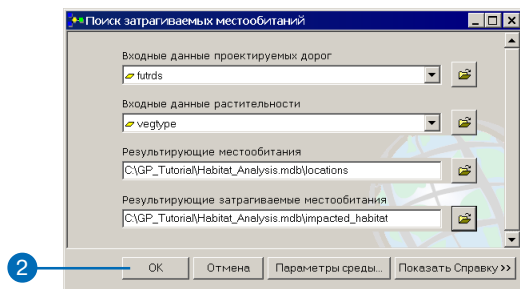 Поиск затрагиваемых местообитаний
Входные данные проектируемых дорог
futrds
Входные данные растительности
vegtype
Результирующие местообитания
C:\GP_Tutorial\Habitat_Analysis.mdb\locations
Результирующие затрагиваемые местообитания
C:\GP_Tutorial\Habitat_Analysis.mdb\impacted_habitat
2
OK
Отмена
Параметры среды...
Показать Справку >>